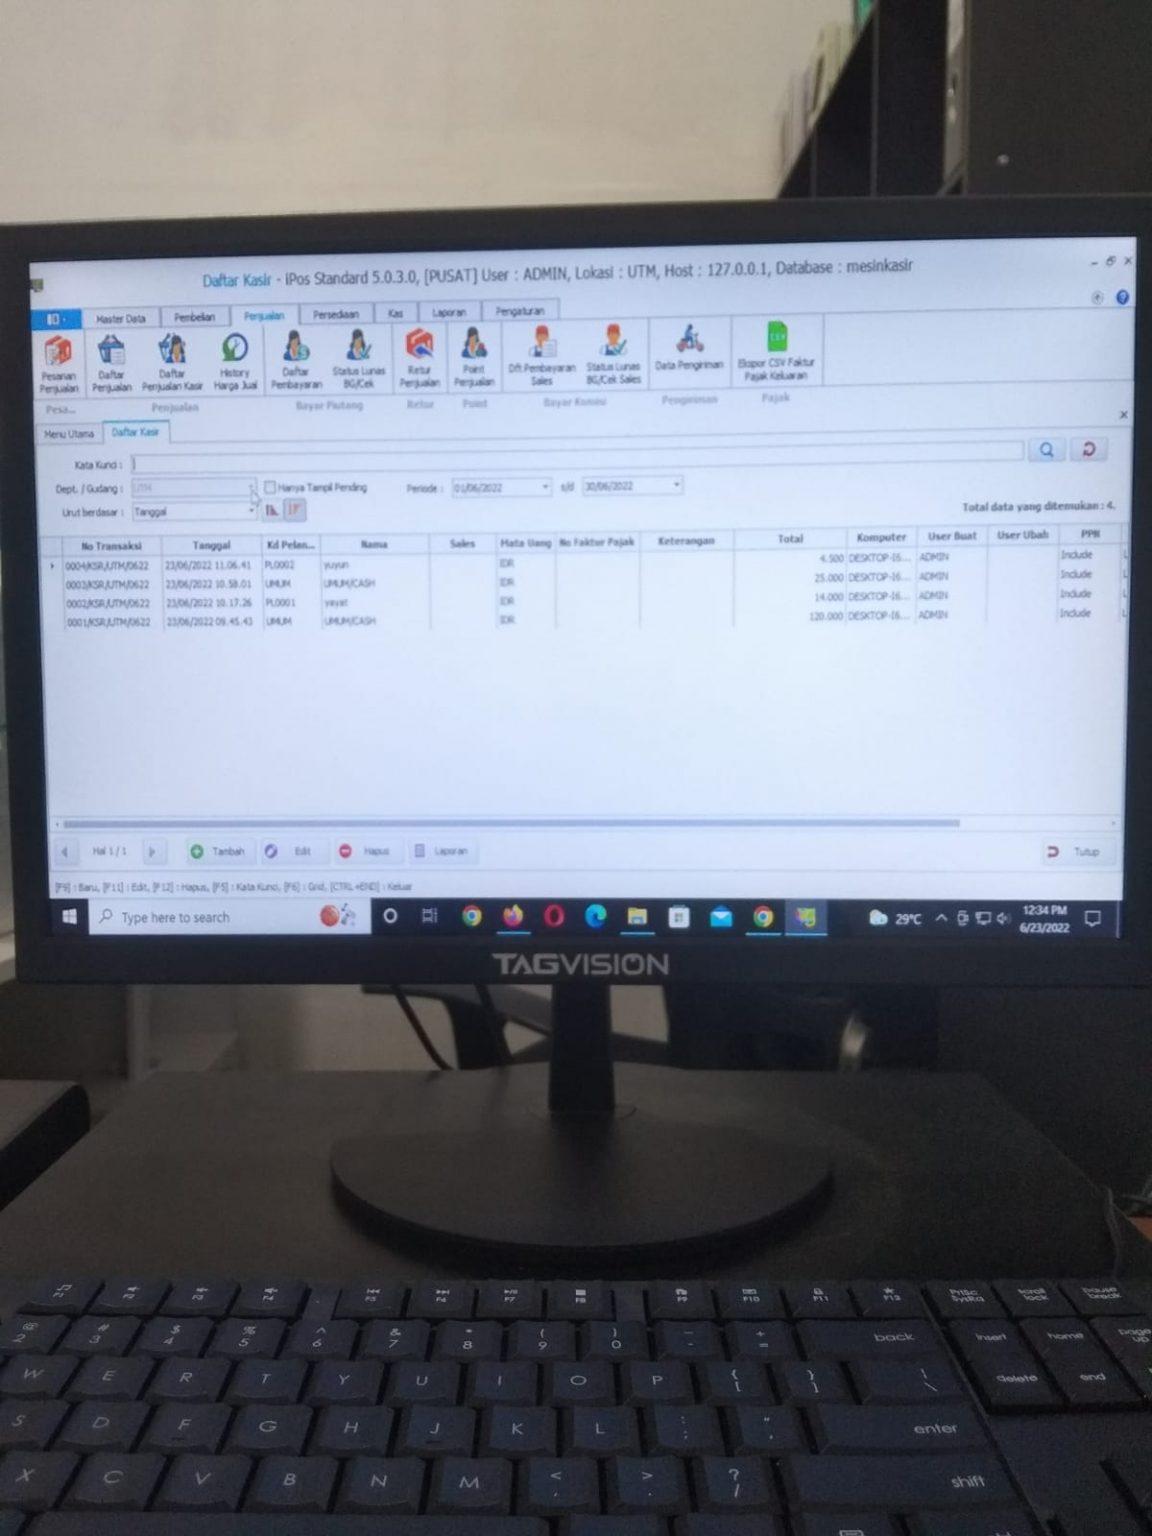 Daftar Kasir - iPos Standard 5.0.3.0, [PUSAT] User : ADMIN, Lokasi : UTM, Host : 127.0.0.1, Database : mesinkasir
Master Data Pembelian Penjualan Persediaan Kas Laporan Pengaturan
Pesanan Penjualan
Daftar Penjualan
Daftar Penjualan Kasir
History Harga Jual
Daftar Pembayaran
Status Lunas BG/Cek
Retur Penjualan
Point Penjualan
Dft Pembayaran Sales
Status Lunas BG/Cek Sales
Data Pengiriman
Ekspor CSV Faktur Pajak Keluaran
Pesa... Penjualan Bayar Piutang Retur Point Bayar Komisi Pengiriman Pajak
Menu Utama Daftar Kasir
Kata Kunci :
Dept. / Gudang : UTM Hanya Tampil Pending Periode : 01/06/2022 s/d 30/06/2022
Urut berdasar : Tanggal
Total data yang ditemukan : 4.
No Transaksi Tanggal Kd Pelan... Nama Sales Mata Uang No Faktur Pajak Keterangan Total Komputer User Buat User Ubah PPN
0004/KSR/UTM/0622 23/06/2022 11.06.41 PL0002 yuyun IDR 4.500 DESKTOP-I6... ADMIN Include
0003/KSR/UTM/0622 23/06/2022 10.58.01 UMUM UMUM/CASH IDR 25.000 DESKTOP-I6... ADMIN Include
0002/KSR/UTM/0622 23/06/2022 10.17.26 PL0001 yayat IDR 14.000 DESKTOP-I6... ADMIN Include
0001/KSR/UTM/0622 23/06/2022 09.45.43 UMUM UMUM/CASH IDR 120.000 DESKTOP-I6... ADMIN Include
Hal 1 / 1 Tambah Edit Hapus Laporan Tutup
[F9] : Baru, [F11] : Edit, [F12] : Hapus, [F5] : Kata Kunci, [F6] : Grid, [CTRL+END] : Keluar
Type here to search 29°C 12:34 PM
6/23/2022
TAGVISION
F1 F7 F8 F9 F10 F11 F12 PrtSc SysRq scroll lock pause break
@ 2 # 3 $ 4 % 5 ^ 6 & 7 * 8 ( 9 ) 0 _ - + = back insert home page up
W E R T Y U I O P { [ } ] | \ delete end
S D F G H J K L : ; " ' enter
X C V B N M < , > . ? / shift